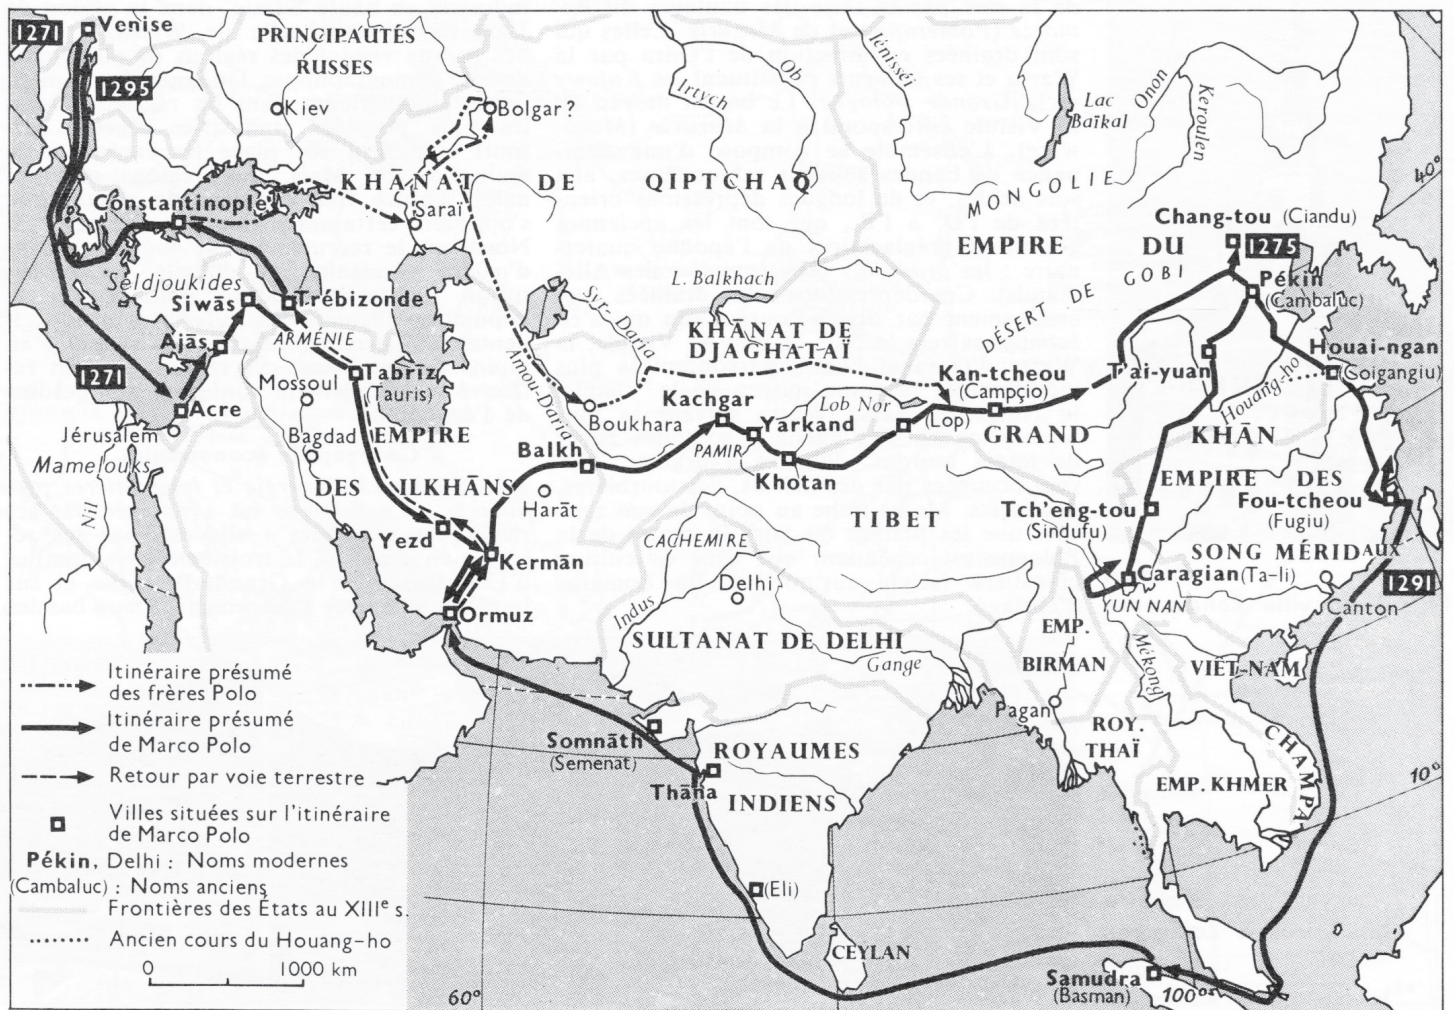 1271
Venise
1295
PRINCIPAUTÉS
RUSSES
Kiev
Bolgar ?
Irtych
Ob
Iénisseï
Lac
Baïkal
Onon
Keroulen
40°
KHĀNAT DE QIPTCHAQ
MONGOLIE
Constantinople
Saraï
Chang-tou (Ciandu)
1275
EMPIRE DU
Seldjoukides
Siwās
Trébizonde
Syr-Daria
L. Balkhach
DÉSERT DE GOBI
Pékin
(Cambaluc)
ARMÉNIE
Ajās
KHĀNAT DE
DJAGHATAÏ
Houai-ngan
(Coigangiu)
1271
Mossoul
Tabrīz
(Tauris)
Amou-Daria
Kan-tcheou
(Campçio)
T'ai-yuan
Houang-ho
Acre
Jérusalem
Boukhara
Kachgar
Lob Nor
(Lop)
Yārkand
GRAND KHĀN
Bagdad
EMPIRE
Balkh
PAMIR
Khotan
Mamelouks
Nil
DES ILKHĀNS
Harāt
EMPIRE DES
Tch'eng-tou
(Sindufu)
Fou-tcheou
(Fugiu)
TIBET
Yezd
Kermān
CACHEMIRE
SONG MÉRIDAUX
Delhi
Caragian (Ta-li)
1291
Ormuz
Indus
YUN NAN
Canton
SULTANAT DE DELHI
Gange
EMP.
BIRMAN
Mékong
VIÊT-NAM
Itinéraire présumé
des frères Polo
Itinéraire présumé
de Marco Polo
Pagan
Somnāth
(Semenat)
ROYAUMES
INDIENS
ROY.
THAÏ
CHAMPA
Retour par voie terrestre
Thāna
EMP. KHMER
10°
Villes situées sur l'itinéraire
de Marco Polo
Pékin, Delhi : Noms modernes
(Cambaluc) : Noms anciens
Frontières des États au XIIIe s.
(Eli)
Ancien cours du Houang-ho
CEYLAN
0 1000 km
Samudra
(Basman)
60°
100°